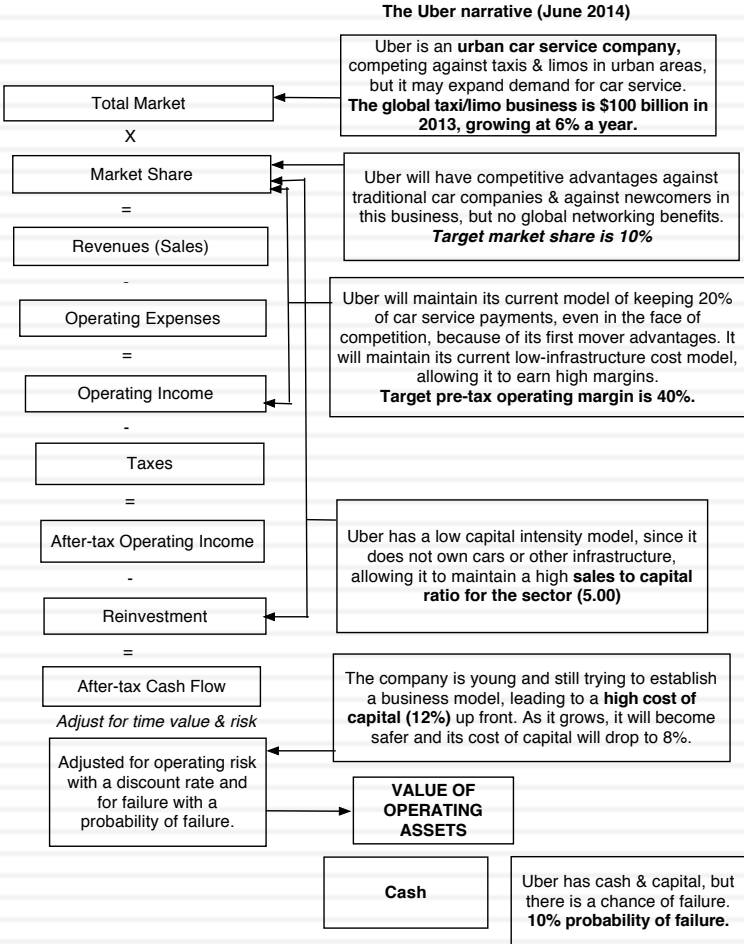 The Uber narrative (June 2014)
Uber is an urban car service company,
competing against taxis & limos in urban areas,
but it may expand demand for car service.
The global taxi/limo business is $100 billion in
2013, growing at 6% a year.
Total Market
X
Market Share
Uber will have competitive advantages against
traditional car companies & against newcomers in
this business, but no global networking benefits.
Target market share is 10%
=
Revenues (Sales)
-
Operating Expenses
Uber will maintain its current model of keeping 20%
of car service payments, even in the face of
competition, because of its first mover advantages. It
will maintain its current low-infrastructure cost model,
allowing it to earn high margins.
Target pre-tax operating margin is 40%.
=
Operating Income
-
Taxes
=
After-tax Operating Income
Uber has a low capital intensity model, since it
does not own cars or other infrastructure,
allowing it to maintain a high sales to capital
ratio for the sector (5.00)
-
Reinvestment
=
After-tax Cash Flow
The company is young and still trying to establish
a business model, leading to a high cost of
capital (12%) up front. As it grows, it will become
safer and its cost of capital will drop to 8%.
Adjust for time value & risk
Adjusted for operating risk
with a discount rate and
for failure with a
probability of failure.
VALUE OF
OPERATING
ASSETS
Cash
Uber has cash & capital, but
there is a chance of failure.
10% probability of failure.